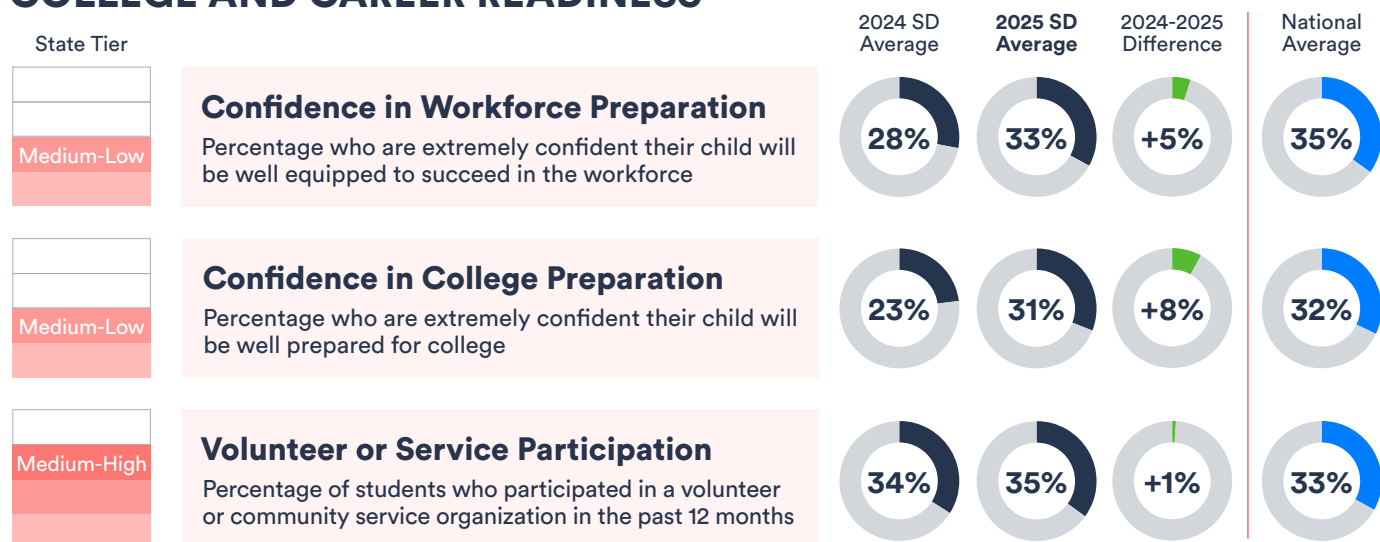 COLLEGE AND CAREER READINESS
State Tier
2024 SD
Average
2025 SD
Average
2024-2025
Difference
National
Average
Medium-Low
Confidence in Workforce Preparation
Percentage who are extremely confident their child will
be well equipped to succeed in the workforce
28%
33%
+5%
35%
Medium-Low
Confidence in College Preparation
Percentage who are extremely confident their child will
be well prepared for college
23%
31%
+8%
32%
Medium-High
Volunteer or Service Participation
Percentage of students who participated in a volunteer
or community service organization in the past 12 months
34%
35%
+1%
33%